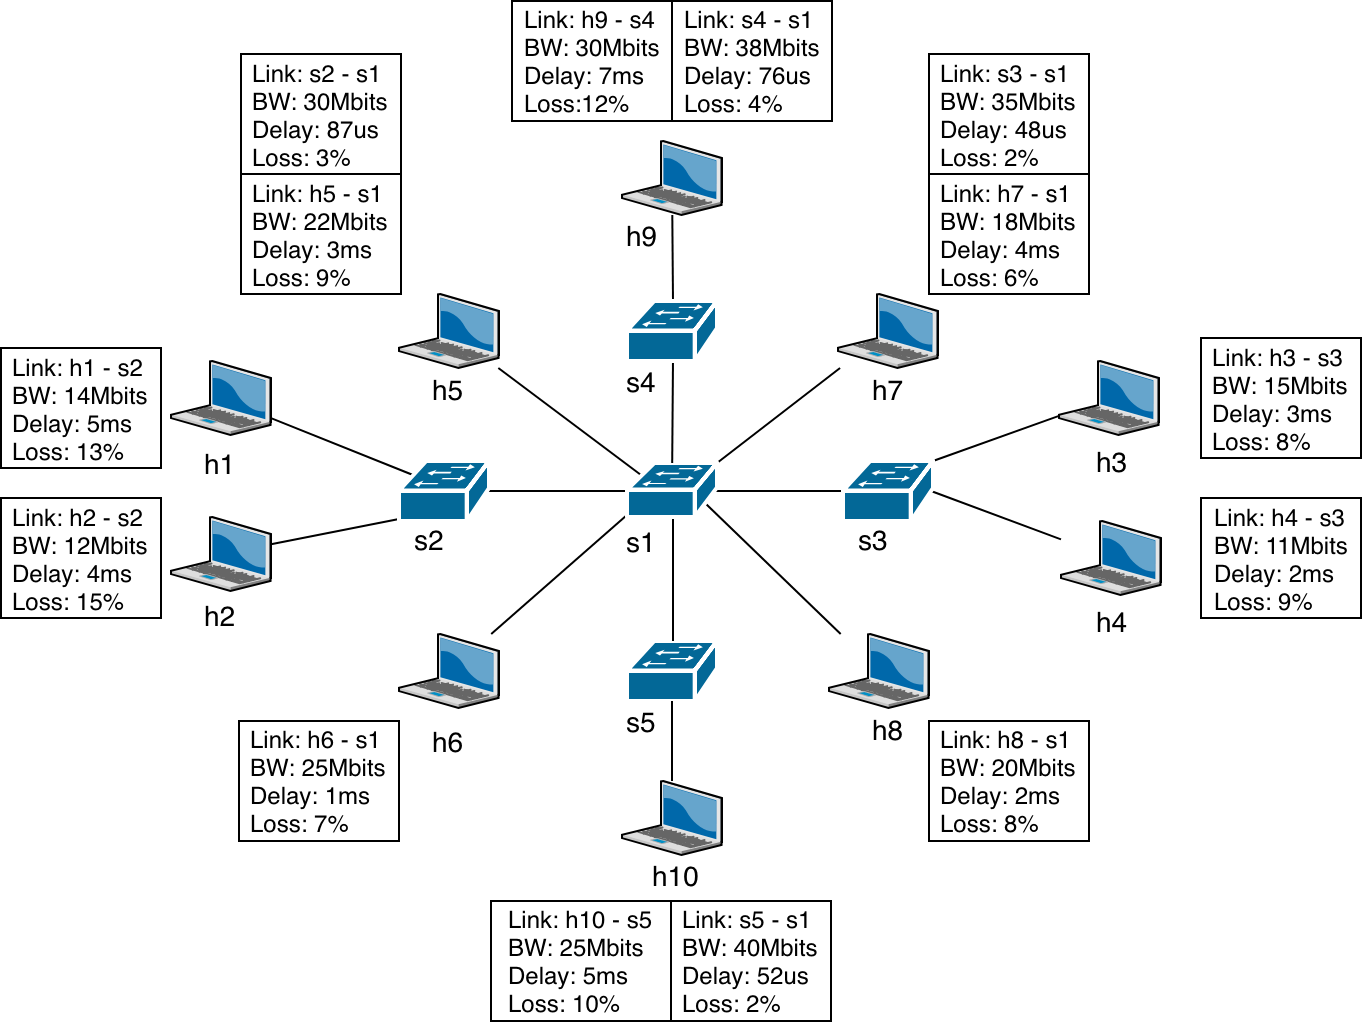 Link: h9 - s4
BW: 30Mbits
Delay: 7ms
Loss:12%
Link: s4 - s1
BW: 38Mbits
Delay: 76us
Loss: 4%
Link: s2 - s1
BW: 30Mbits
Delay: 87us
Loss: 3%
Link: h5 - s1
BW: 22Mbits
Delay: 3ms
Loss: 9%
Link: s3 - s1
BW: 35Mbits
Delay: 48us
Loss: 2%
Link: h7 - s1
BW: 18Mbits
Delay: 4ms
Loss: 6%
h9
h5
s4
h7
Link: h1 - s2
BW: 14Mbits
Delay: 5ms
Loss: 13%
h1
Link: h3 - s3
BW: 15Mbits
Delay: 3ms
Loss: 8%
h3
Link: h2 - s2
BW: 12Mbits
Delay: 4ms
Loss: 15%
h2
s2
s1
s3
Link: h4 - s3
BW: 11Mbits
Delay: 2ms
Loss: 9%
h4
h6
s5
h8
Link: h6 - s1
BW: 25Mbits
Delay: 1ms
Loss: 7%
Link: h8 - s1
BW: 20Mbits
Delay: 2ms
Loss: 8%
h10
Link: h10 - s5
BW: 25Mbits
Delay: 5ms
Loss: 10%
Link: s5 - s1
BW: 40Mbits
Delay: 52us
Loss: 2%